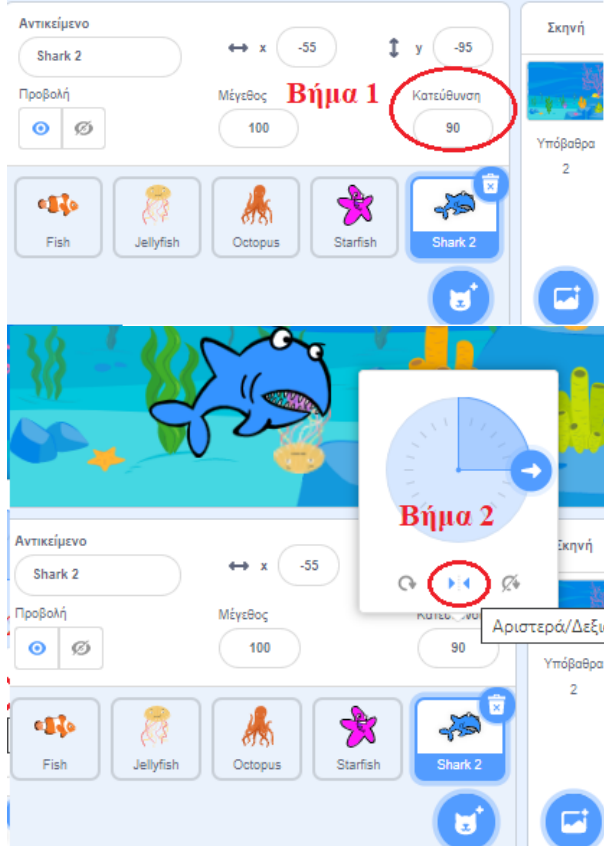 Αντικείμενο
Σκηνή
Shark 2
x -55
y -95
Προβολή
Μέγεθος
Βήμα 1
Κατεύθυνση
100
90
Υπόβαθρα
2
Fish
Jellyfish
Octopus
Starfish
Shark 2
Βήμα 2
Αντικείμενο
Σκηνή
Shark 2
x -55
Προβολή
Μέγεθος
Αριστερά/Δεξι
100
90
Υπόβαθρα
2
Fish
Jellyfish
Octopus
Starfish
Shark 2